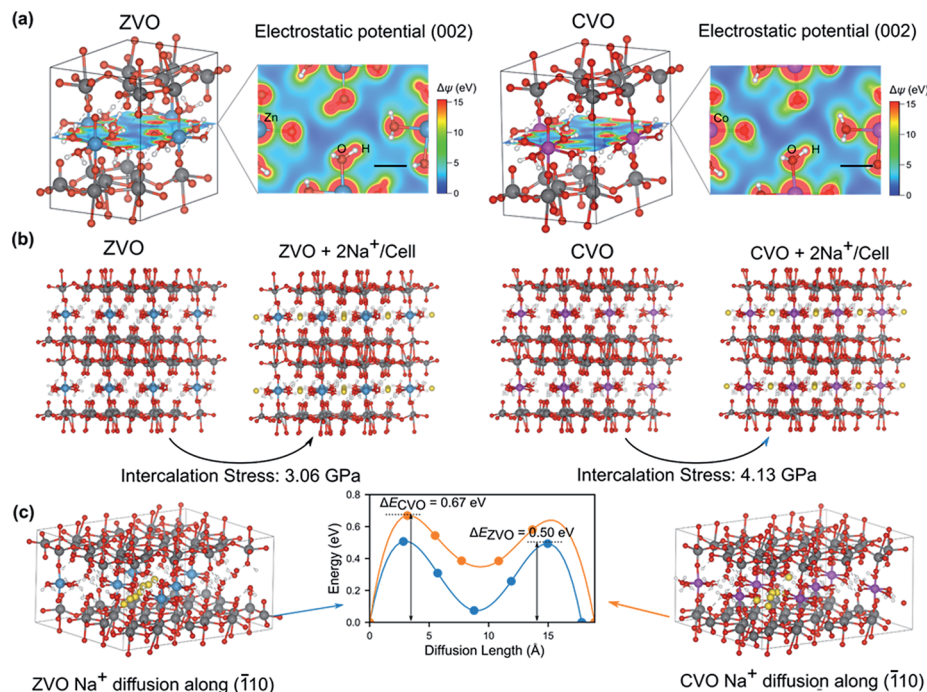 (a)
ZVO
Electrostatic potential (002)
Zn
O
H
Δψ (eV)
15
10
5
0
CVO
Electrostatic potential (002)
Co
O
H
Δψ (eV)
15
10
5
0
(b)
ZVO
ZVO + 2Na⁺/Cell
CVO
CVO + 2Na⁺/Cell
Intercalation Stress: 3.06 GPa
Intercalation Stress: 4.13 GPa
(c)
0.8
0.6
0.4
0.2
0.0
Energy (eV)
ΔE_CVO = 0.67 eV
ΔE_ZVO = 0.50 eV
0
5
10
15
Diffusion Length (Å)
ZVO Na⁺ diffusion along (1̄10)
CVO Na⁺ diffusion along (1̄10)